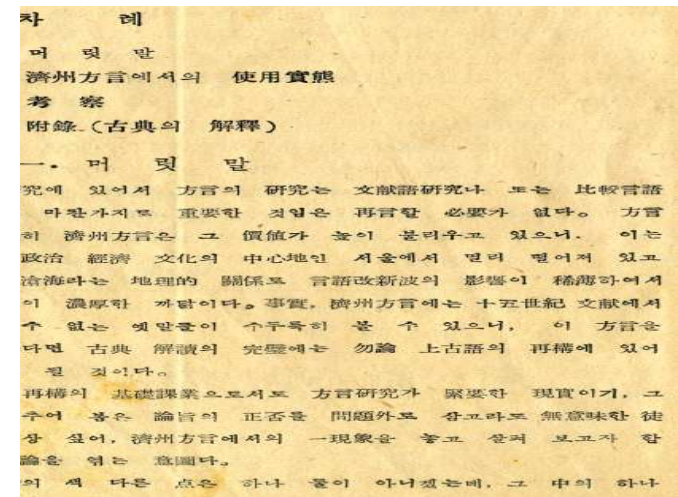 차 례
머 릿 말
濟州方言에서의 使用實態
考 察
附錄 (古典의 解釋)
一. 머 릿 말
究에 있어서 方言의 研究는 文献語研究나 또는 比較言語
마찬가지로 重要한 것임은 再言할 必要가 없다。 方言
히 濟州方言은 그 價値가 높이 불리우고 있으니, 이는
政治 經濟 文化의 中心地인 서울에서 멀리 떨어져 있고
滄海라는 地理的 關係로 言語改新波의 影響이 稀薄하여서
이 濃厚한 까닭이다。事實, 濟州方言에는 十五世紀 文献에서
수 없는 옛말들이 수두룩히 볼 수 있으니, 이 方言을
다면 古典 解讀의 完璧에는 勿論 上古語의 再構에 있어
될 것이다。
再構의 基礎課業으로서도 方言研究가 緊要한 現實이기, 그
추어 봄은 論旨의 正否를 問題外로 삼고라도 無意味한 徒
상 싶어, 濟州方言에서의 一現象을 놓고 살펴 보고자 함
論을 엮는 意圖다。
의 색 다른 点은 하나 둘이 아니겠는데, 그 中의 하나